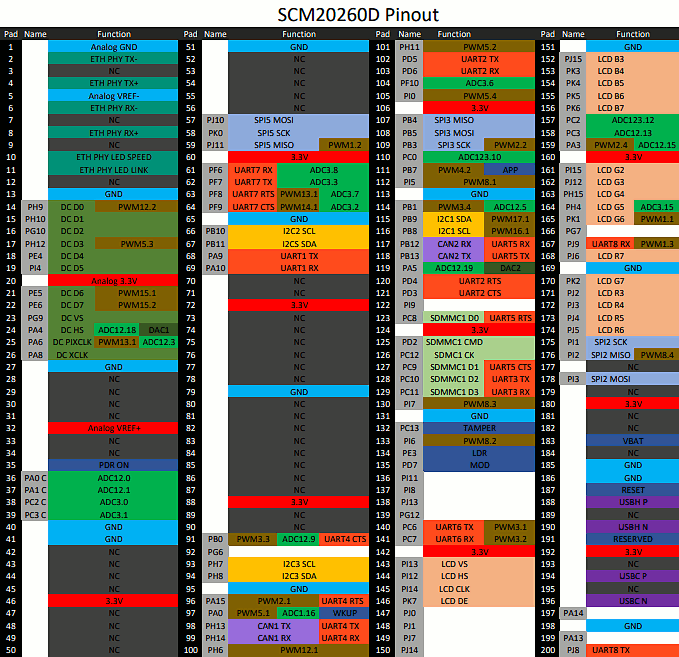 SCM20260D Pinout
Pad Name Function
1 Analog GND
2 ETH PHY TX-
3 NC
4 ETH PHY TX+
5 Analog VREF-
6 ETH PHY RX-
7 NC
8 ETH PHY RX+
9 NC
10 ETH PHY LED SPEED
11 ETH PHY LED LINK
12 NC
13 GND
14 PH9 DC D0 PWM12.2
15 PH10 DC D1
16 PG10 DC D2
17 PH12 DC D3 PWM5.3
18 PE4 DC D4
19 PI4 DC D5
20 Analog 3.3V
21 PE5 DC D6 PWM15.1
22 PE6 DC D7 PWM15.2
23 PG9 DC VS
24 PA4 DC HS ADC12.18 DAC1
25 PA6 DC PIXCLK PWM13.1 ADC12.3
26 PA8 DC XCLK
27 GND
28 NC
29 NC
30 NC
31 NC
32 Analog VREF+
33 NC
34 NC
35 PDR ON
36 PA0 C ADC12.0
37 PA1 C ADC12.1
38 PC2 C ADC3.0
39 PC3 C ADC3.1
40 GND
41 GND
42 NC
43 NC
44 NC
45 NC
46 3.3V
47 NC
48 NC
49 NC
50 NC
Pad Name Function
51 GND
52 NC
53 NC
54 NC
55 NC
56 NC
57 PJ10 SPI5 MOSI
58 PK0 SPI5 SCK
59 PJ11 SPI5 MISO PWM1.2
60 3.3V
61 PF6 UART7 RX ADC3.8
62 PF7 UART7 TX ADC3.3
63 PF8 UART7 RTS PWM13.1 ADC3.7
64 PF9 UART7 CTS PWM14.1 ADC3.2
65 GND
66 PB10 I2C2 SCL
67 PB11 I2CS SDA
68 PA9 UART1 TX
69 PA10 UART1 RX
70 NC
71 NC
72 3.3V
73 NC
74 NC
75 NC
76 NC
77 NC
78 NC
79 GND
80 NC
81 NC
82 NC
83 NC
84 NC
85 NC
86 NC
87 NC
88 3.3V
89 NC
90 GND
91 PB0 PWM3.3 ADC12.9 UART4 CTS
92 PG6
93 PH7 I2C3 SCL
94 PH8 I2C3 SDA
95 GND
96 PA15 PWM2.1 UART4 RTS
97 PA0 PWM5.1 ADC1.16 WKUP
98 PH13 CAN1 TX UART4 TX
99 PH14 CAN1 RX UART4 RX
100 PH6 PWM12.1
Pad Name Function
101 PH11 PWM5.2
102 PD5 UART2 TX
103 PD6 UART2 RX
104 PF10 ADC3.6
105 PI0 PWM5.4
106 3.3V
107 PB4 SPI3 MISO
108 PB5 SPI3 MOSI
109 PB3 SPI3 SCK PWM2.2
110 PC0 ADC123.10
111 PB7 PWM4.2 APP
112 PI5 PWM8.1
113 GND
114 PB1 PWM3.4 ADC12.5
115 PB9 I2C1 SDA PWM17.1
116 PB8 I2C1 SCL PWM16.1
117 PB12 CAN2 RX UART5 RX
118 PB13 CAN2 TX UART5 TX
119 PA5 ADC12.19 DAC2
120 PD4 UART2 RTS
121 PD3 UART2 CTS
122 PI9
123 PC8 SDMMC1 D0 UART5 RTS
124 3.3V
125 PD2 SDMMC1 CMD
126 PC12 SDMC1 CK
127 PC9 SDMMC1 D1 UART5 CTS
128 PC10 SDMMC1 D2 UART3 TX
129 PC11 SDMMC1 D3 UART3 RX
130 PI7 PWM8.3
131 GND
132 PC13 TAMPER
133 PI6 PWM8.2
134 PE3 LDR
135 PD7 MOD
136 PI11
137 PI8
138 PJ13
139 PG12
140 PC6 UART6 TX PWM3.1
141 PC7 UART6 RX PWM3.2
142 3.3V
143 PI13 LCD VS
144 PI12 LCD HS
145 PI14 LCD CLK
146 PK7 LCD DE
147 PJ0
148 PJ1
149 PJ7
150 PJ14
Pad Name Function
151 GND
152 PJ15 LCD B3
153 PK3 LCD B4
154 PK4 LCD B5
155 PK5 LCD B6
156 PK6 LCD B7
157 PC2 ADC123.12
158 PC3 ADC12.13
159 PA3 PWM2.4 ADC12.15
160 3.3V
161 PI15 LCD G2
162 PJ12 LCD G3
163 PH15 LCD G4
164 PH4 LCD G5 ADC3.15
165 PK1 LCD G6 PWM1.1
166 PG7
167 PJ9 UART8 RX PWM1.3
168 PJ6 LCD R7
169 GND
170 PK2 LCD G7
171 PJ2 LCD R3
172 PJ3 LCD R4
173 PJ4 LCD R5
174 PJ5 LCD R6
175 PI1 SPI2 SCK
176 PI2 SPI2 MISO PWM8.4
177 NC
178 PI3 SPI2 MOSI
179 NC
180 3.3V
181 NC
182 NC
183 VBAT
184 NC
185 GND
186 GND
187 RESET
188 USBH P
189 NC
190 USBH N
191 RESERVED
192 3.3V
193 NC
194 USBC P
195 NC
196 USBC N
197 PA14
198 GND
199 PA13
200 PJ8 UART8 TX